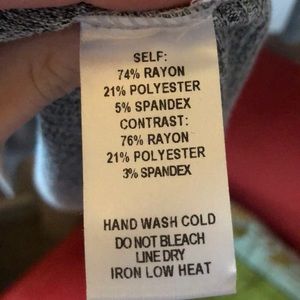 SELF:
74% RAYON
21% POLYESTER
5% SPANDEX
CONTRAST:
76% RAYON
21% POLYESTER
3% SPANDEX
HAND WASH COLD
DO NOT BLEACH
LINE DRY
IRON LOW HEAT